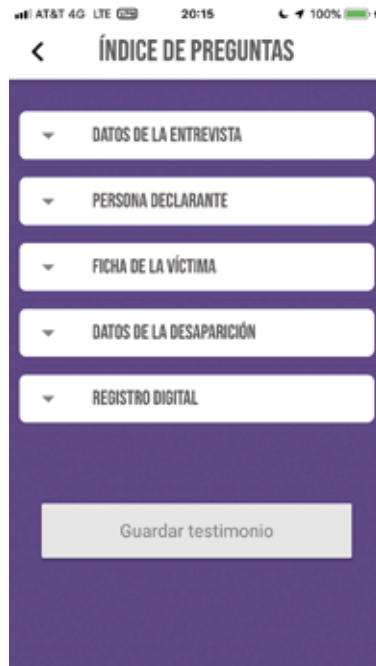 AT&T 4G LTE 20:15 100%
ÍNDICE DE PREGUNTAS
DATOS DE LA ENTREVISTA
PERSONA DECLARANTE
FICHA DE LA VÍCTIMA
DATOS DE LA DESAPARICIÓN
REGISTRO DIGITAL
Guardar testimonio